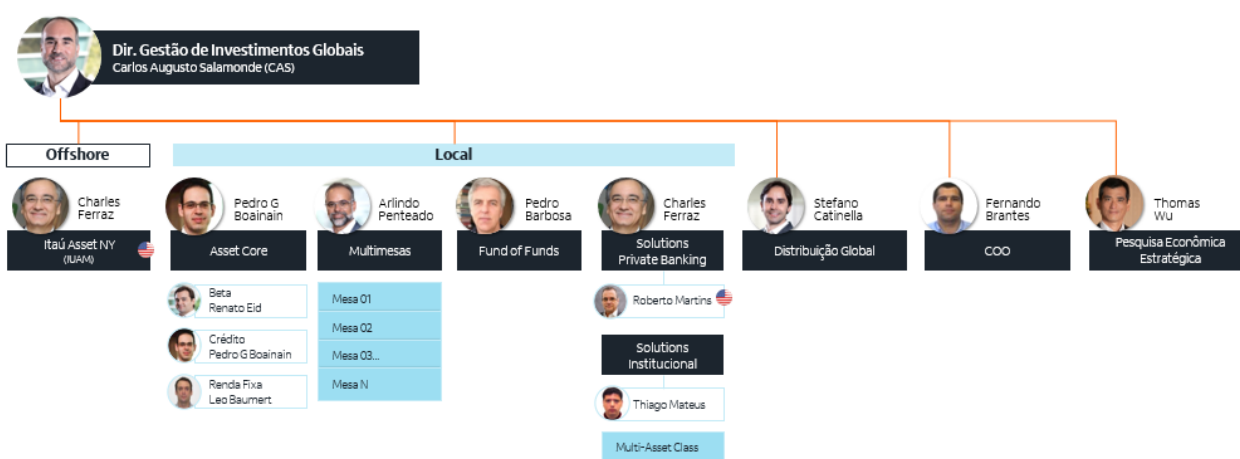 Dir. Gestão de Investimentos Globais
Carlos Augusto Salamonde (CAS)
Offshore
Local
Charles
Ferraz
Itaú Asset NY
(IUAM)
Pedro G
Boainain
Asset Core
Beta
Renato Eid
Crédito
Pedro G Boainain
Renda Fixa
Leo Baumert
Arlindo
Penteado
Multimesas
Mesa 01
Mesa 02
Mesa 03...
Mesa N
Pedro
Barbosa
Fund of Funds
Charles
Ferraz
Solutions
Private Banking
Roberto Martins
Solutions
Institucional
Thiago Mateus
Multi-Asset Class
Stefano
Catinella
Distribuição Global
Fernando
Brantes
COO
Thomas
Wu
Pesquisa Econômica
Estratégica